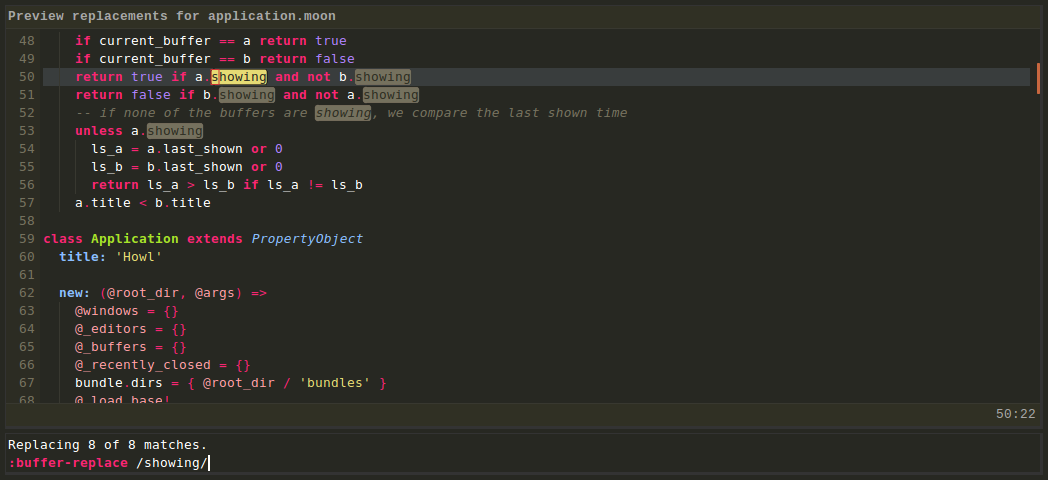 Preview replacements for application.moon
48 if current_buffer == a return true
49 if current_buffer == b return false
50 return true if a.showing and not b.showing
51 return false if b.showing and not a.showing
52 -- if none of the buffers are showing, we compare the last shown time
53 unless a.showing
54 ls_a = a.last_shown or 0
55 ls_b = b.last_shown or 0
56 return ls_a > ls_b if ls_a != ls_b
57 a.title < b.title
58
59 class Application extends PropertyObject
60 title: 'Howl'
61
62 new: (@root_dir, @args) =>
63 @windows = {}
64 @_editors = {}
65 @_buffers = {}
66 @_recently_closed = {}
67 bundle.dirs = { @root_dir / 'bundles' }
68 @_load_base!
50:22
Replacing 8 of 8 matches.
:buffer-replace /showing/